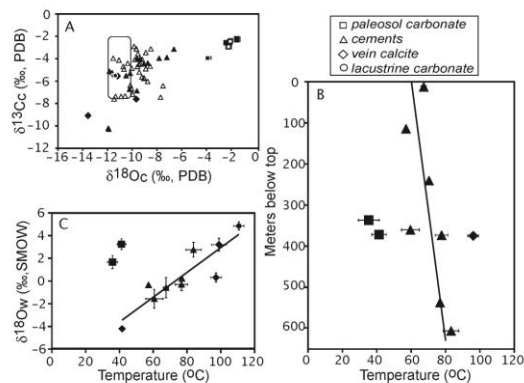 A
δ13Cc (‰, PDB)
0
−2
−4
−6
−8
−10
−12
−16 −14 −12 −10 −8 −6 −4 −2 0
δ18Oc (‰, PDB)
paleosol carbonate
cements
vein calcite
lacustrine carbonate
B
Meters below top
0
100
200
300
400
500
600
0 20 40 60 80 100 120
Temperature (oC)
C
δ18Ow (‰,SMOW)
6
4
2
0
−2
−4
−6
0 20 40 60 80 100 120
Temperature (oC)